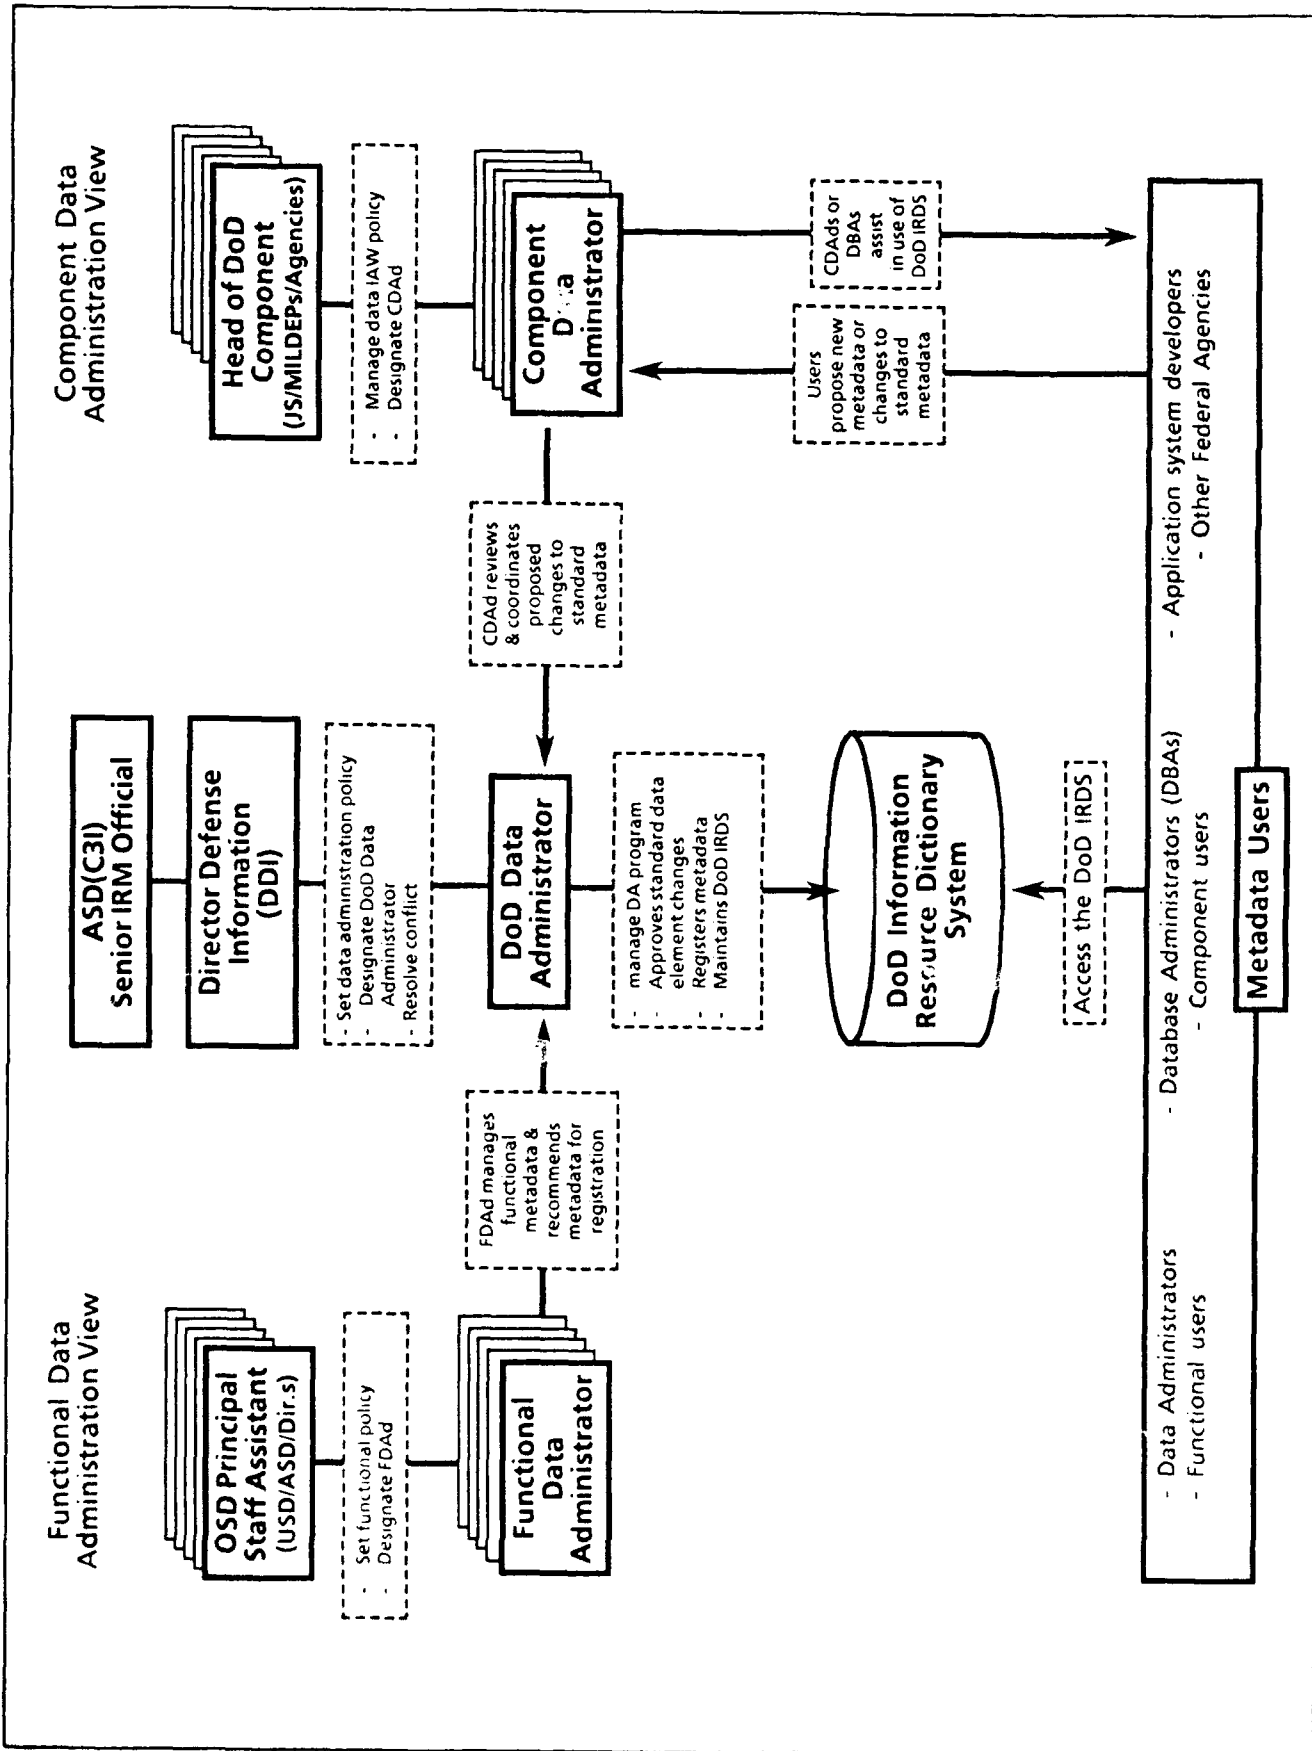 Functional Data
Administration View
OSD Principal
Staff Assistant
(USD/ASD/Dir.s)
- Set functional policy
- Designate FDAd
Functional
Data
Administrator
FDAd manages
functional
metadata &
recommends
metadata for
registration
ASD(C3I)
Senior IRM Official
Director Defense
Information
(DDI)
- Set data administration policy
- Designate DoD Data
Administrator
- Resolve conflict
DoD Data
Administrator
- manage DA program
- Approves standard data
element changes
- Registers metadata
- Maintains DoD IRDS
DoD Information
Resource Dictionary
System
Access the DoD IRDS
Component Data
Administration View
Head of DoD
Component
(JS/MILDEPs/Agencies)
- Manage data IAW policy
- Designate CDAd
Component
Data
Administrator
CDAd reviews
& coordinates
proposed
changes to
standard
metadata
Users
propose new
metadata or
changes to
standard
metadata
CDAds or
DBAs
assist
in use of
DoD IRDS
- Data Administrators
- Functional users
- Database Administrators (DBAs)
- Component users
- Application system developers
- Other Federal Agencies
Metadata Users